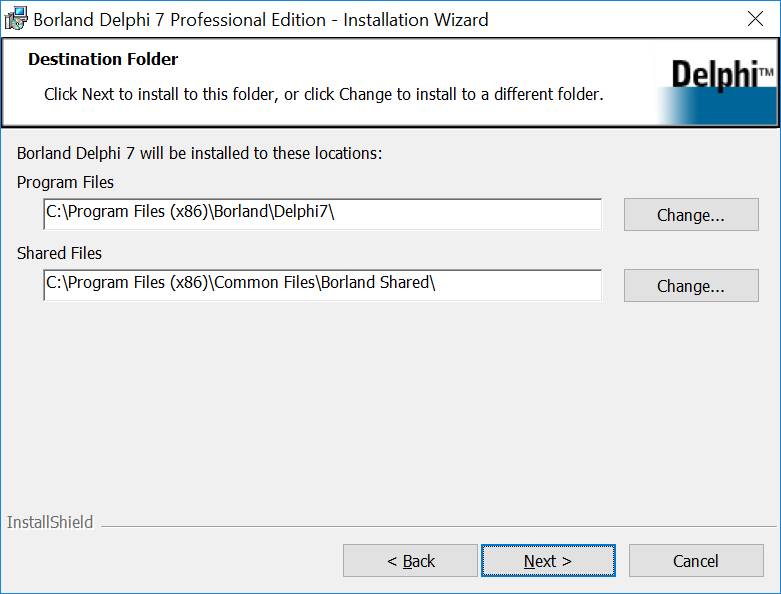 Borland Delphi 7 Professional Edition - Installation Wizard
Destination Folder
Click Next to install to this folder, or click Change to install to a different folder.
Delphi™
Borland Delphi 7 will be installed to these locations:
Program Files
C:\Program Files (x86)\Borland\Delphi7\
Change...
Shared Files
C:\Program Files (x86)\Common Files\Borland Shared\
Change...
InstallShield
< Back
Next >
Cancel